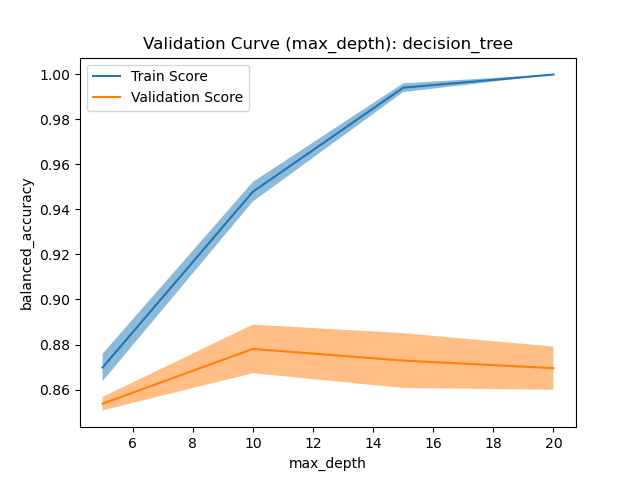 Validation Curve (max_depth): decision_tree
Train Score
Validation Score
balanced_accuracy
1.00
0.98
0.96
0.94
0.92
0.90
0.88
0.86
6 8 10 12 14 16 18 20
max_depth